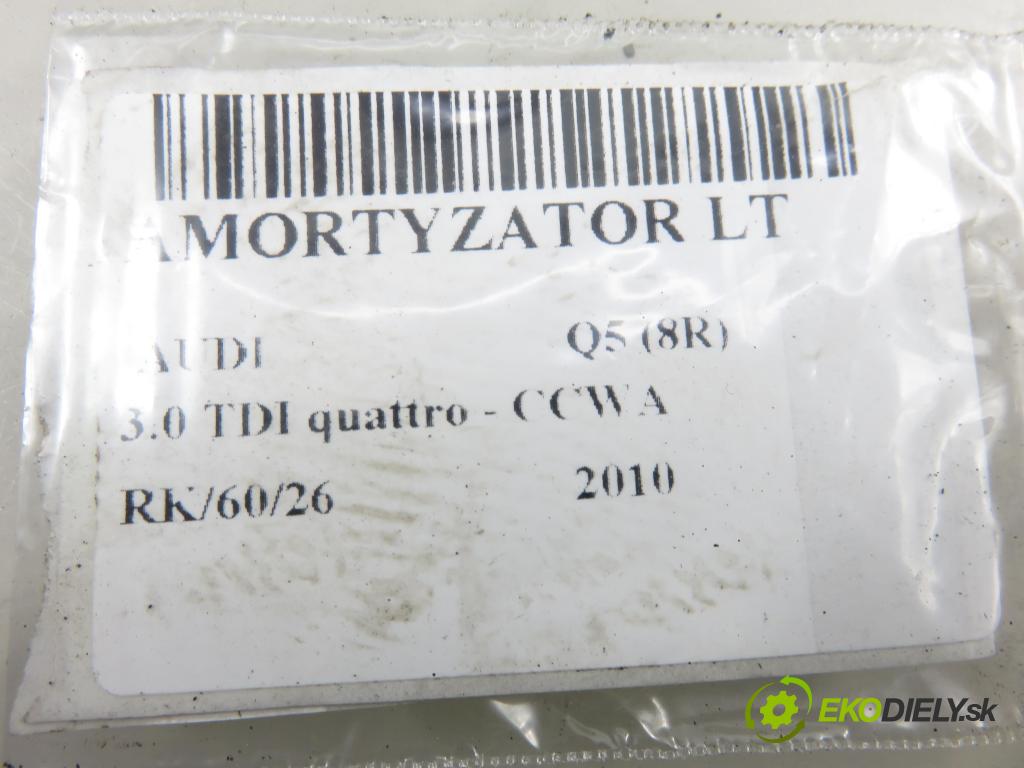 AMORTYZATOR LT
AUDI Q5 (8R)
3.0 TDI quattro - CCWA
RK/60/26 2010
EKODIELY.sk